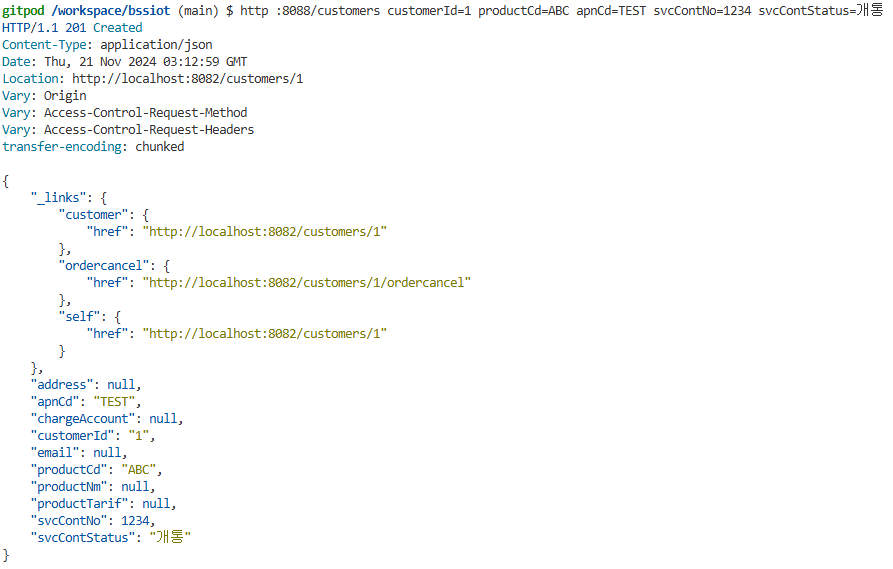 gitpod /workspace/bssiot (main) $ http :8088/customers customerId=1 productCd=ABC apnCd=TEST svcContNo=1234 svcContStatus=개통
HTTP/1.1 201 Created
Content-Type: application/json
Date: Thu, 21 Nov 2024 03:12:59 GMT
Location: http://localhost:8082/customers/1
Vary: Origin
Vary: Access-Control-Request-Method
Vary: Access-Control-Request-Headers
transfer-encoding: chunked

{
    "_links": {
        "customer": {
            "href": "http://localhost:8082/customers/1"
        },
        "ordercancel": {
            "href": "http://localhost:8082/customers/1/ordercancel"
        },
        "self": {
            "href": "http://localhost:8082/customers/1"
        }
    },
    "address": null,
    "apnCd": "TEST",
    "chargeAccount": null,
    "customerId": "1",
    "email": null,
    "productCd": "ABC",
    "productNm": null,
    "productTarif": null,
    "svcContNo": 1234,
    "svcContStatus": "개통"
}